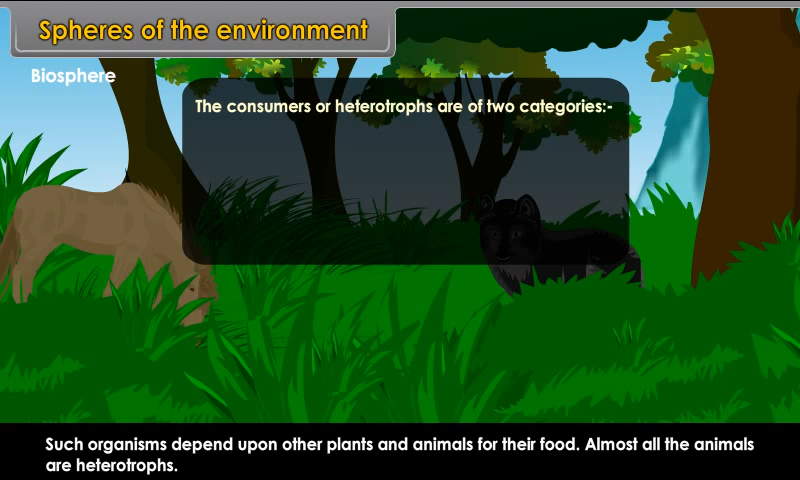 Spheres of the environment
Biosphere
The consumers or heterotrophs are of two categories:-
Such organisms depend upon other plants and animals for their food. Almost all the animals
are heterotrophs.